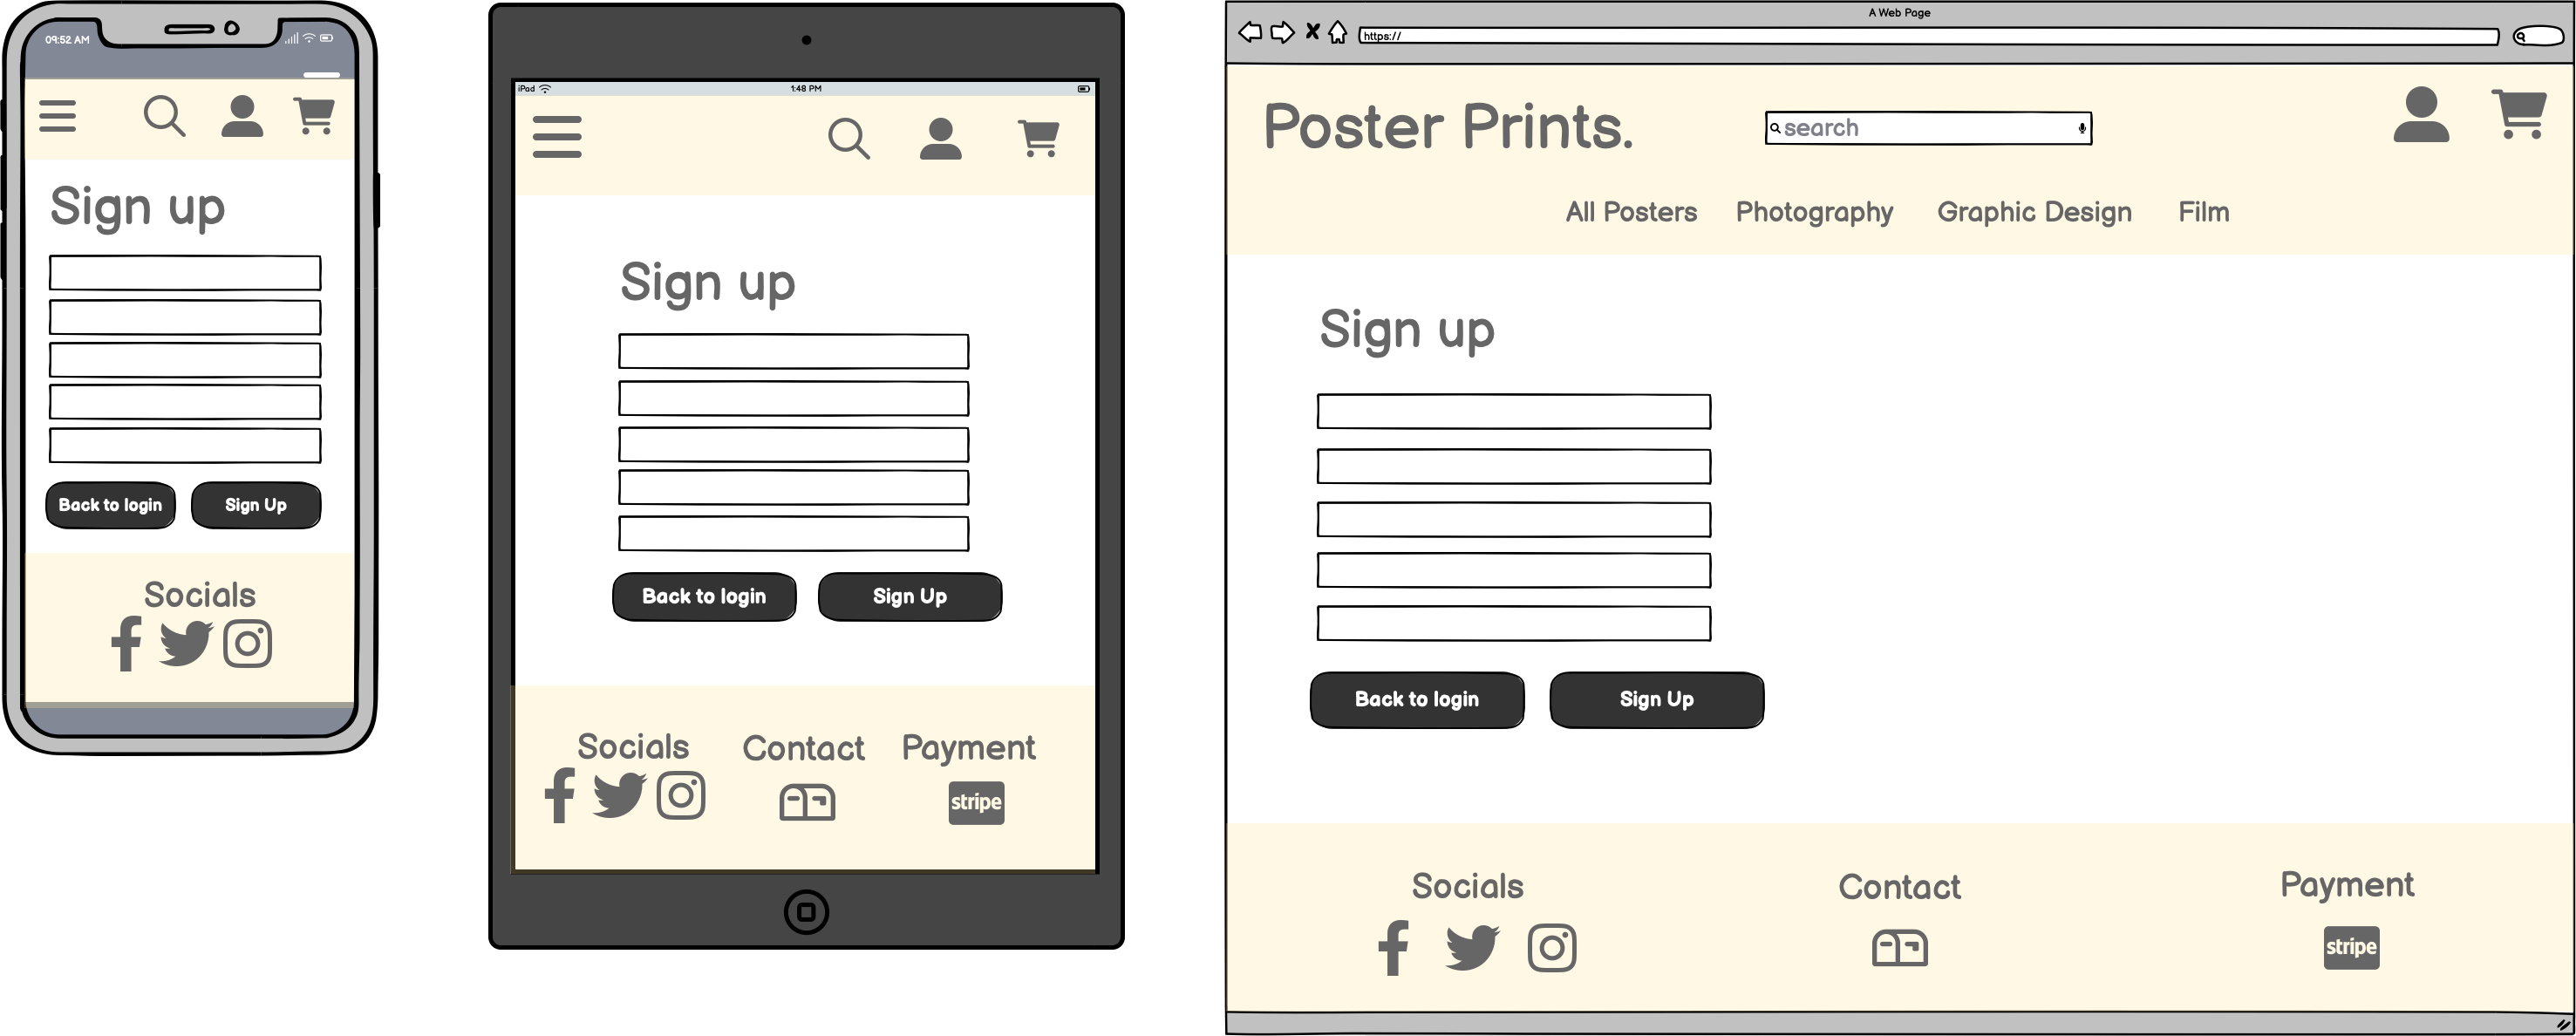 09:52 AM
Sign up
Back to login
Sign Up
Socials
iPad
1:48 PM
Sign up
Back to login
Sign Up
Socials
Contact
Payment
stripe
A Web Page
https://
Poster Prints.
search
All Posters
Photography
Graphic Design
Film
Sign up
Back to login
Sign Up
Socials
Contact
Payment
stripe